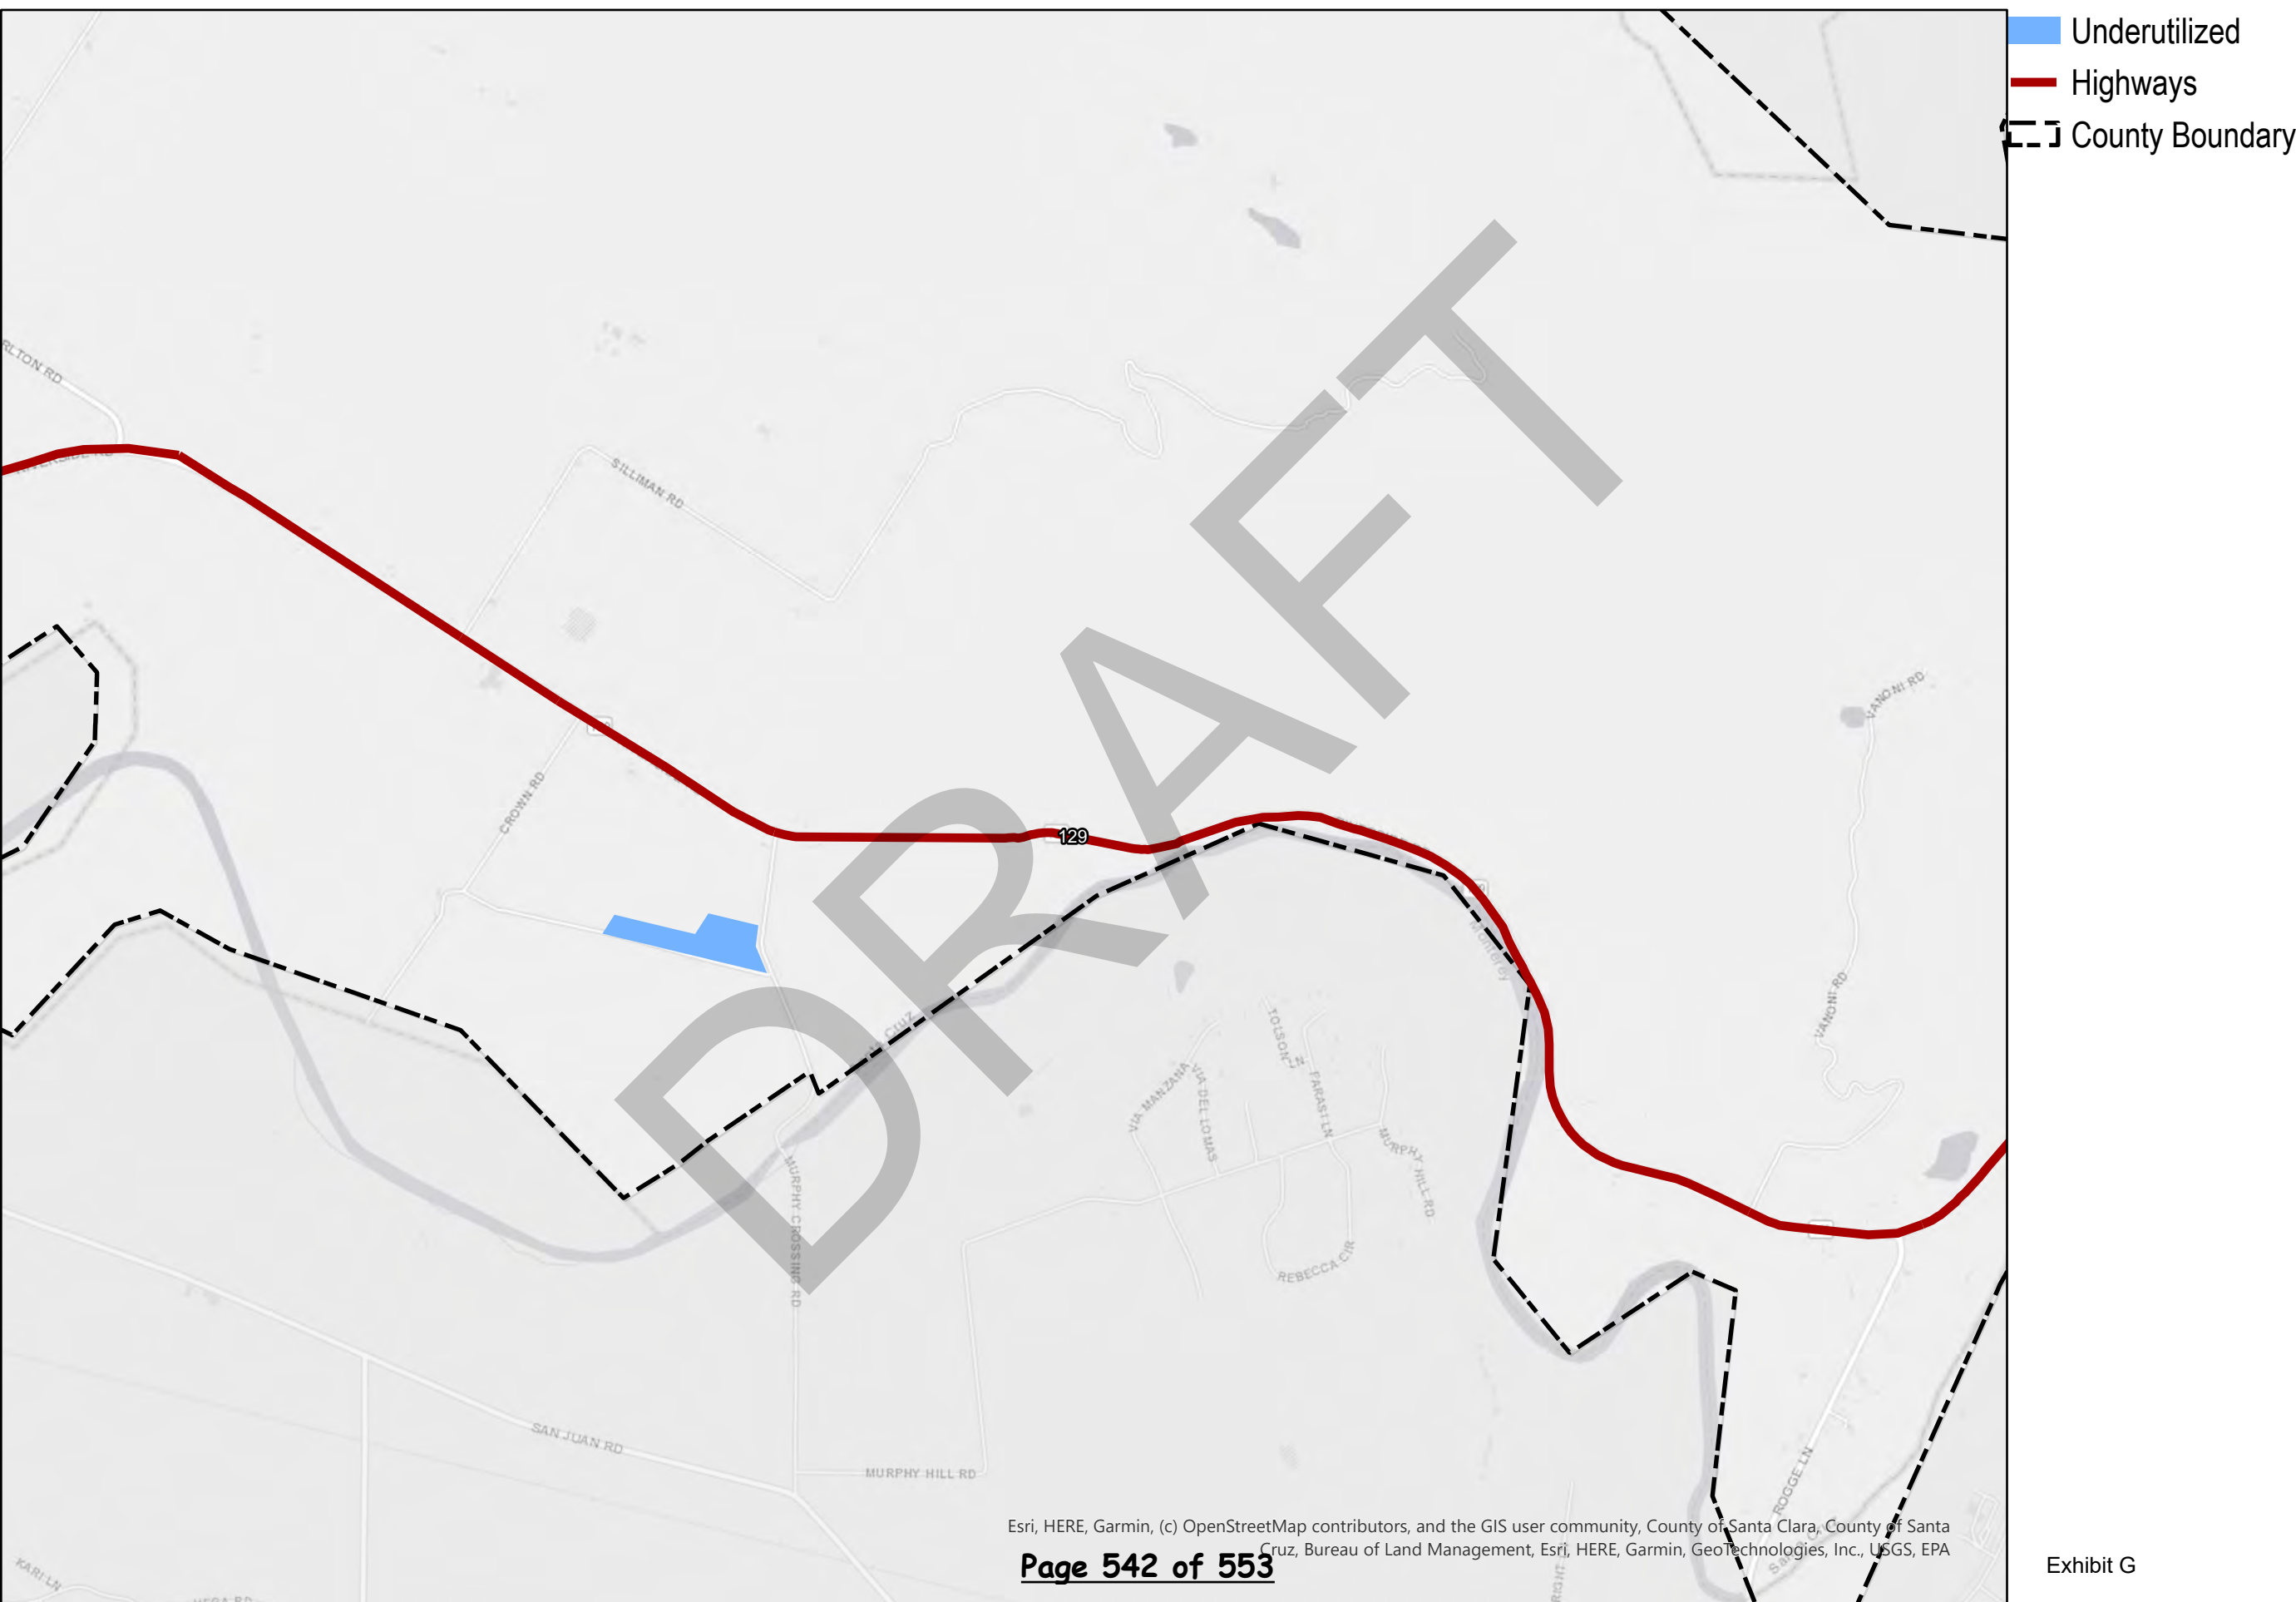 Underutilized
Highways
County Boundary
SILLIMAN RD
VANONI RD
CROWN RD
129
Monterey
VANONI RD
TOLSON LN
VIA MANZANA
VIA DEL LOMAS
FARASI LN
MURPHY HILL RD
MURPHY CROSSING RD
REBECCA CIR
SAN JUAN RD
MURPHY HILL RD
ROGGE LN
KARI LN
DRAFT
Esri, HERE, Garmin, (c) OpenStreetMap contributors, and the GIS user community, County of Santa Clara, County of Santa
Cruz, Bureau of Land Management, Esri, HERE, Garmin, GeoTechnologies, Inc., USGS, EPA
Page 542 of 553
Exhibit G